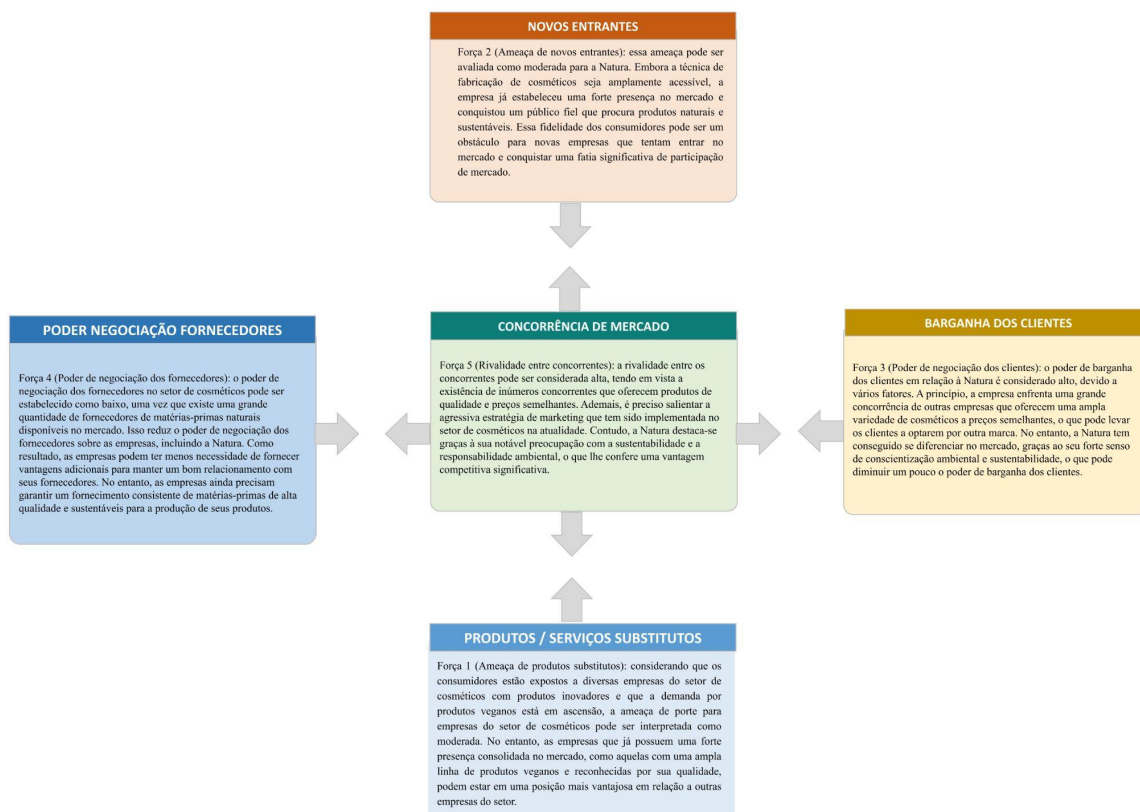 NOVOS ENTRANTES
Força 2 (Ameaça de novos entrantes): essa ameaça pode ser
avaliada como moderada para a Natura. Embora a técnica de
fabricação de cosméticos seja amplamente acessível, a
empresa já estabeleceu uma forte presença no mercado e
conquistou um público fiel que procura produtos naturais e
sustentáveis. Essa fidelidade dos consumidores pode ser um
obstáculo para novas empresas que tentam entrar no
mercado e conquistar uma fatia significativa de participação
de mercado.
PODER NEGOCIAÇÃO FORNECEDORES
Força 4 (Poder de negociação dos fornecedores): o poder de
negociação dos fornecedores no setor de cosméticos pode ser
estabelecido como baixo, uma vez que existe uma grande
quantidade de fornecedores de matérias-primas naturais
disponíveis no mercado. Isso reduz o poder de negociação dos
fornecedores sobre as empresas, incluindo a Natura. Como
resultado, as empresas podem ter menos necessidade de fornecer
vantagens adicionais para manter um bom relacionamento com
seus fornecedores. No entanto, as empresas ainda precisam
garantir um fornecimento consistente de matérias-primas de alta
qualidade e sustentáveis para a produção de seus produtos.
CONCORRÊNCIA DE MERCADO
Força 5 (Rivalidade entre concorrentes): a rivalidade entre os
concorrentes pode ser considerada alta, tendo em vista a
existência de inúmeros concorrentes que oferecem produtos de
qualidade e preços semelhantes. Ademais, é preciso salientar a
agressiva estratégia de marketing que tem sido implementada no
setor de cosméticos na atualidade. Contudo, a Natura destaca-se
graças à sua notável preocupação com a sustentabilidade e a
responsabilidade ambiental, o que lhe confere uma vantagem
competitiva significativa.
BARGANHA DOS CLIENTES
Força 3 (Poder de negociação dos clientes): o poder de barganha
dos clientes em relação à Natura é considerado alto, devido a
vários fatores. A princípio, a empresa enfrenta uma grande
concorrência de outras empresas que oferecem uma ampla
variedade de cosméticos a preços semelhantes, o que pode levar
os clientes a optarem por outra marca. No entanto, a Natura tem
conseguido se diferenciar no mercado, graças ao seu forte senso
de conscientização ambiental e sustentabilidade, o que pode
diminuir um pouco o poder de barganha dos clientes.
PRODUTOS / SERVIÇOS SUBSTITUTOS
Força 1 (Ameaça de produtos substitutos): considerando que os
consumidores estão expostos a diversas empresas do setor de
cosméticos com produtos inovadores e que a demanda por
produtos veganos está em ascensão, a ameaça de porte para
empresas do setor de cosméticos pode ser interpretada como
moderada. No entanto, as empresas que já possuem uma forte
presença consolidada no mercado, como aquelas com uma ampla
linha de produtos veganos e reconhecidas por sua qualidade,
podem estar em uma posição mais vantajosa em relação a outras
empresas do setor.